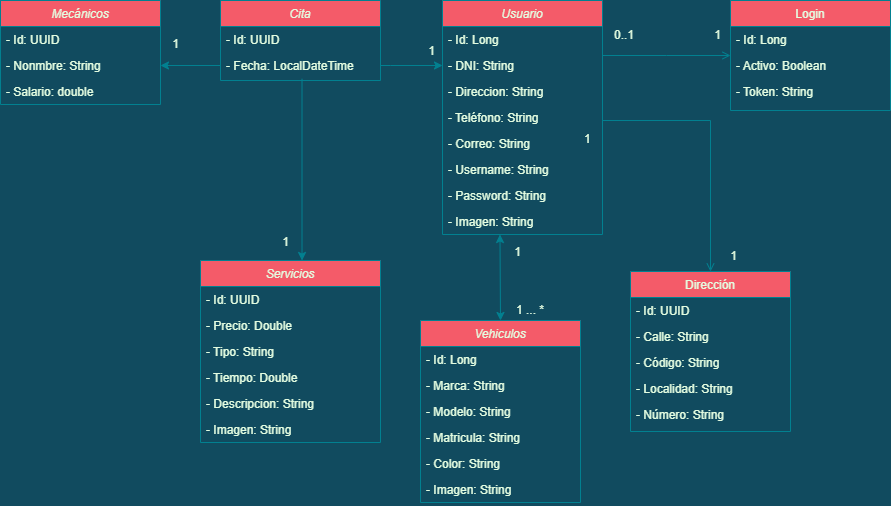 Mecánicos
- Id: UUID
- Nonmbre: String
- Salario: double
1
Cita
- Id: UUID
- Fecha: LocalDateTime
1
Usuario
- Id: Long
- DNI: String
- Direccion: String
- Teléfono: String
- Correo: String
- Username: String
- Password: String
- Imagen: String
0..1
1
Login
- Id: Long
- Activo: Boolean
- Token: String
1
1
1
1
1 ... *
Servicios
- Id: UUID
- Precio: Double
- Tipo: String
- Tiempo: Double
- Descripcion: String
- Imagen: String
Vehiculos
- Id: Long
- Marca: String
- Modelo: String
- Matricula: String
- Color: String
- Imagen: String
Dirección
- Id: UUID
- Calle: String
- Código: String
- Localidad: String
- Número: String